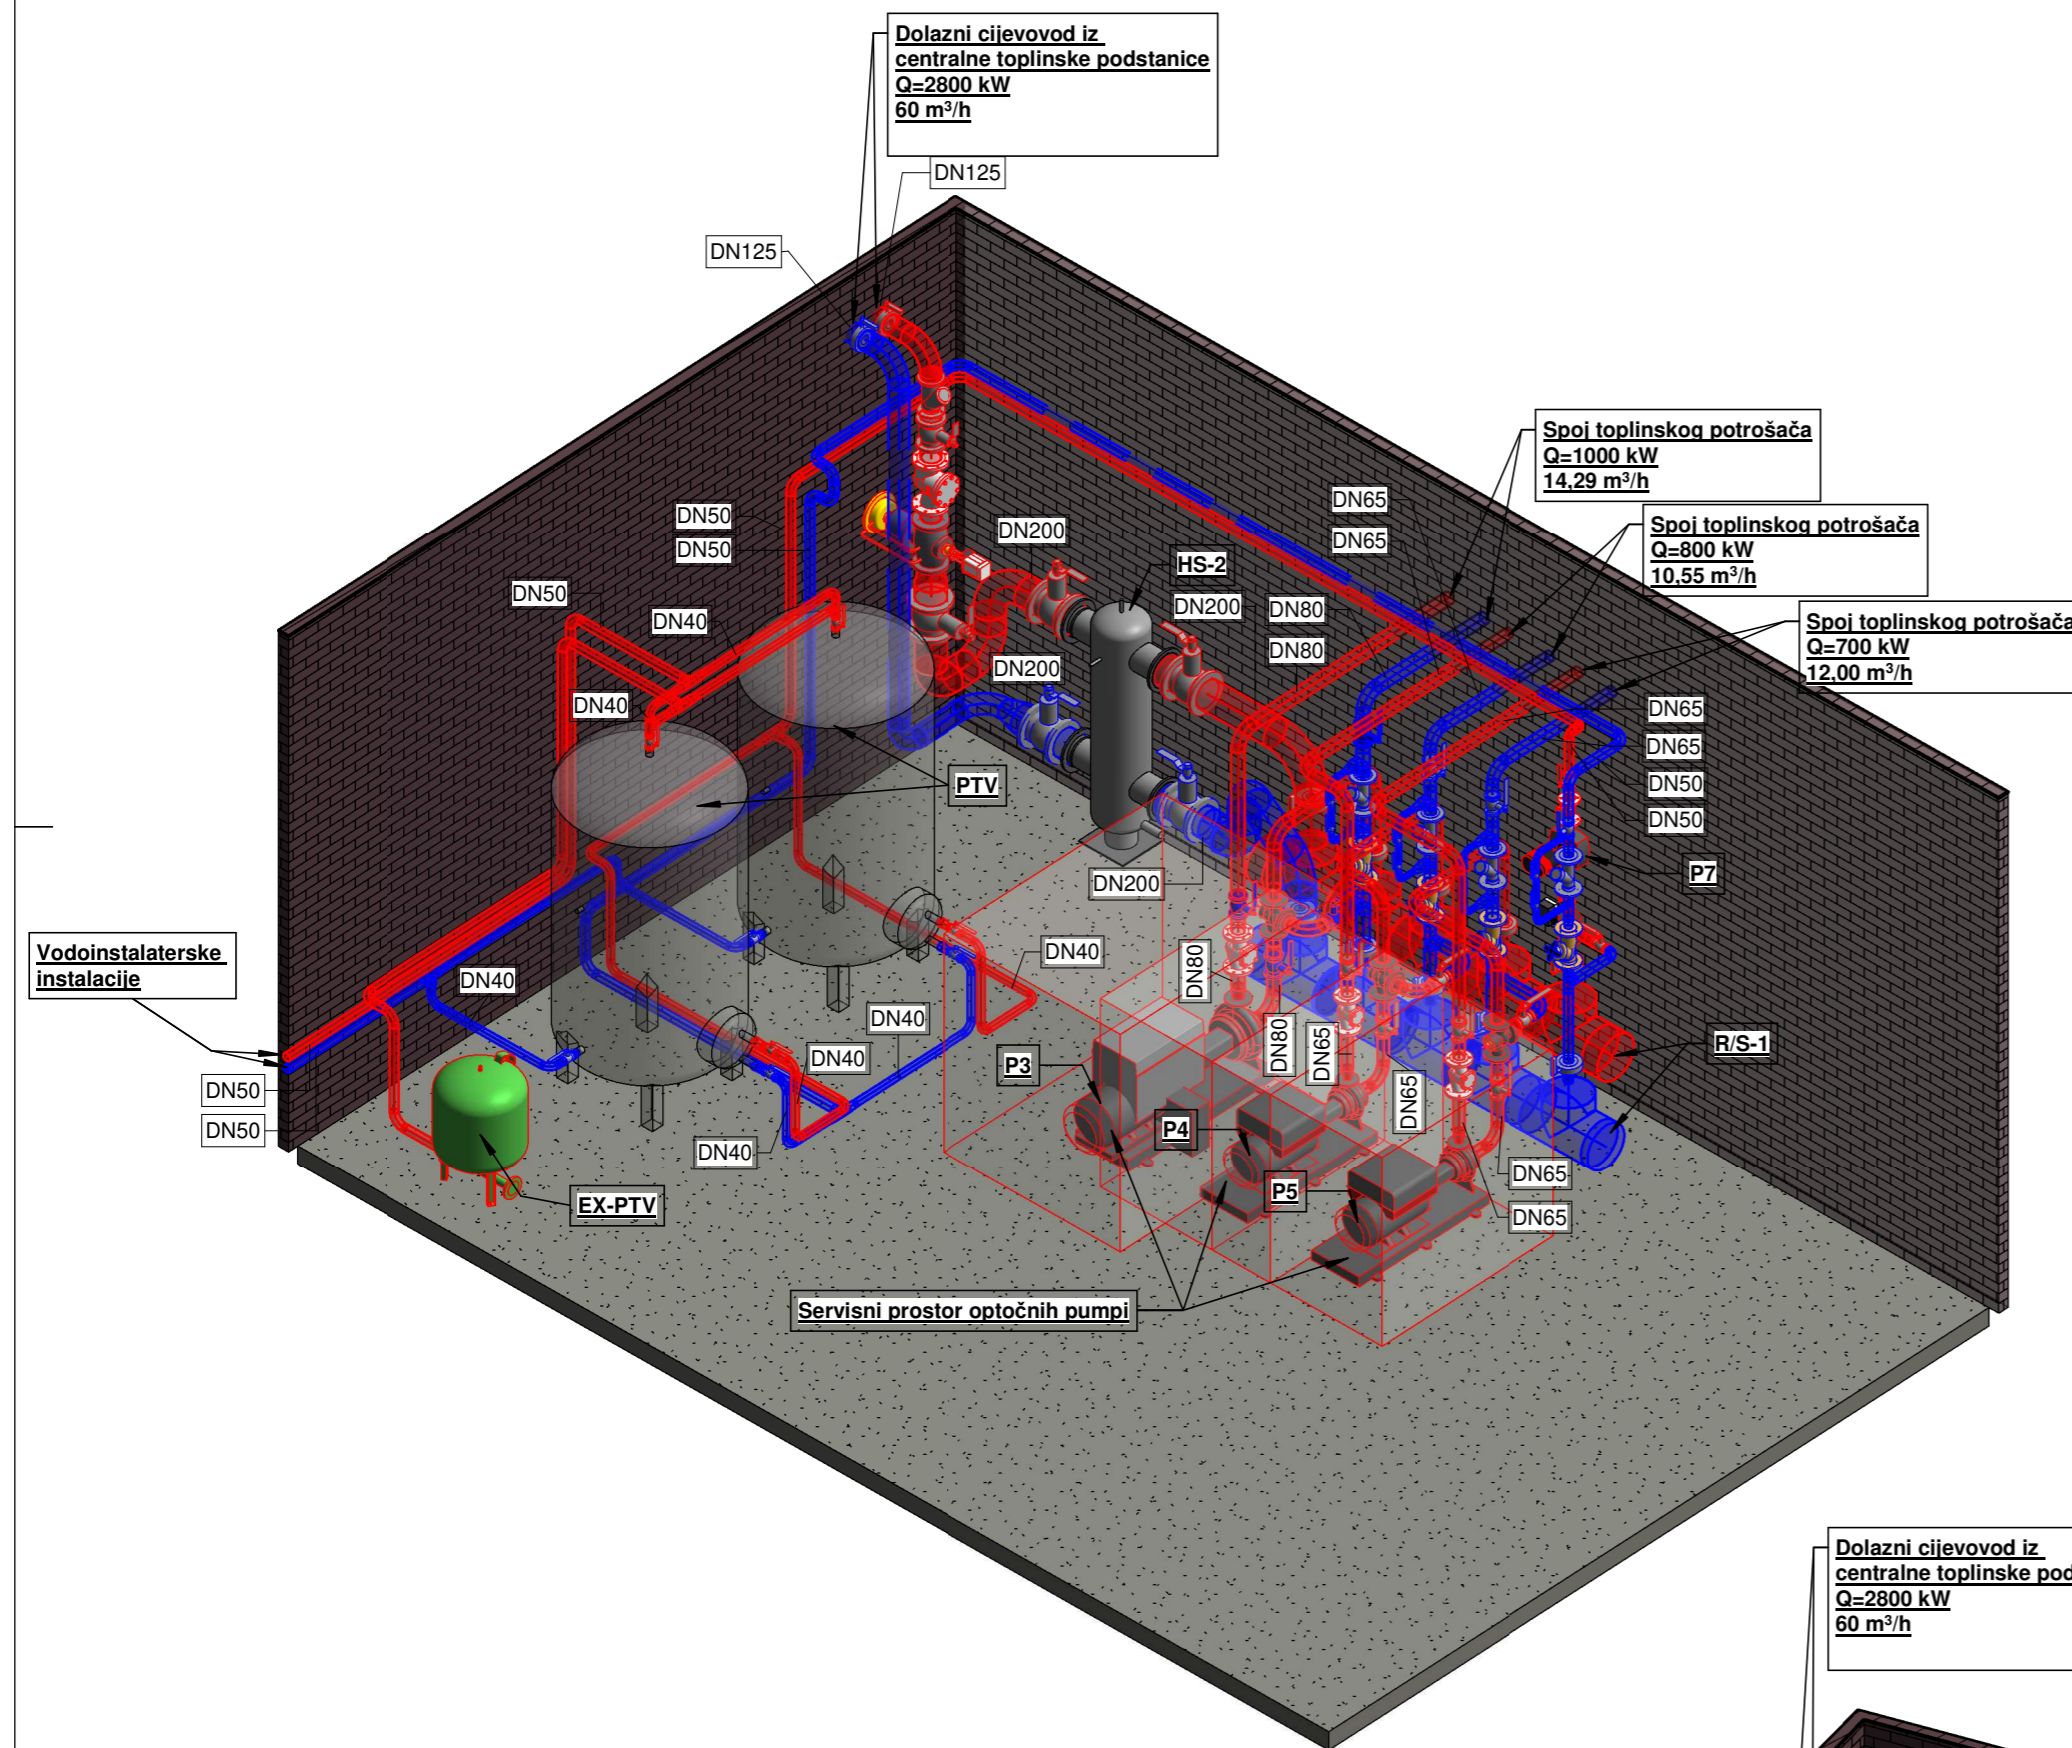 Dolazni cijevovod iz
centralne toplinske podstanice
Q=2800 kW
60 m³/h
DN125
DN125
Spoj toplinskog potrošača
Q=1000 kW
14,29 m³/h
Spoj toplinskog potrošača
Q=800 kW
10,55 m³/h
Spoj toplinskog potrošača
Q=700 kW
12,00 m³/h
DN65
DN65
DN50
DN50
DN200
HS-2
DN200
DN80
DN80
DN50
DN40
DN40
DN200
DN65
DN65
DN50
DN50
PTV
P7
DN200
Vodoinstalaterske
instalacije
DN40
DN40
DN80
DN40
DN80
DN65
DN40
P3
R/S-1
DN50
DN50
DN65
P4
DN40
DN65
P5
DN65
EX-PTV
Servisni prostor optočnih pumpi
Dolazni cijevovod iz
centralne toplinske pod
Q=2800 kW
60 m³/h